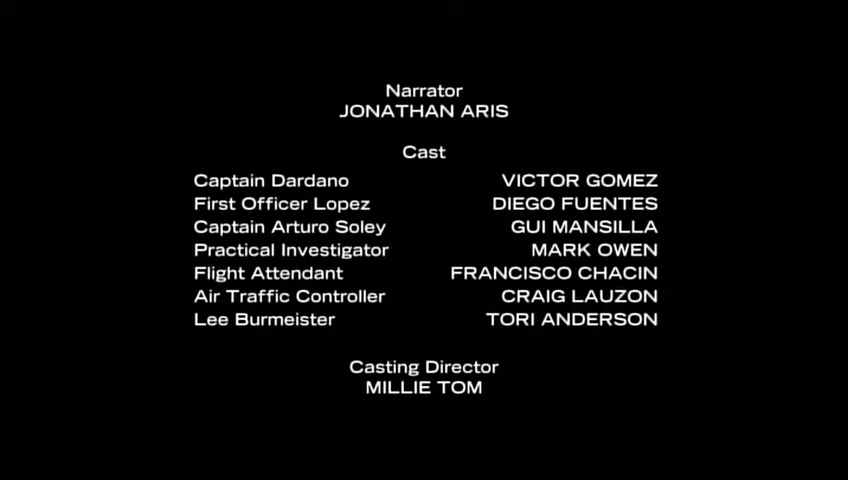 Narrator
JONATHAN ARIS
Cast
Captain Dardano VICTOR GOMEZ
First Officer Lopez DIEGO FUENTES
Captain Arturo Soley GUI MANSILLA
Practical Investigator MARK OWEN
Flight Attendant FRANCISCO CHACIN
Air Traffic Controller CRAIG LAUZON
Lee Burmeister TORI ANDERSON
Casting Director
MILLIE TOM